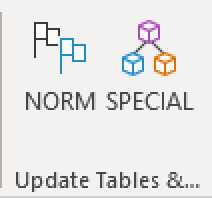 NORM SPECIAL
Update Tables &...